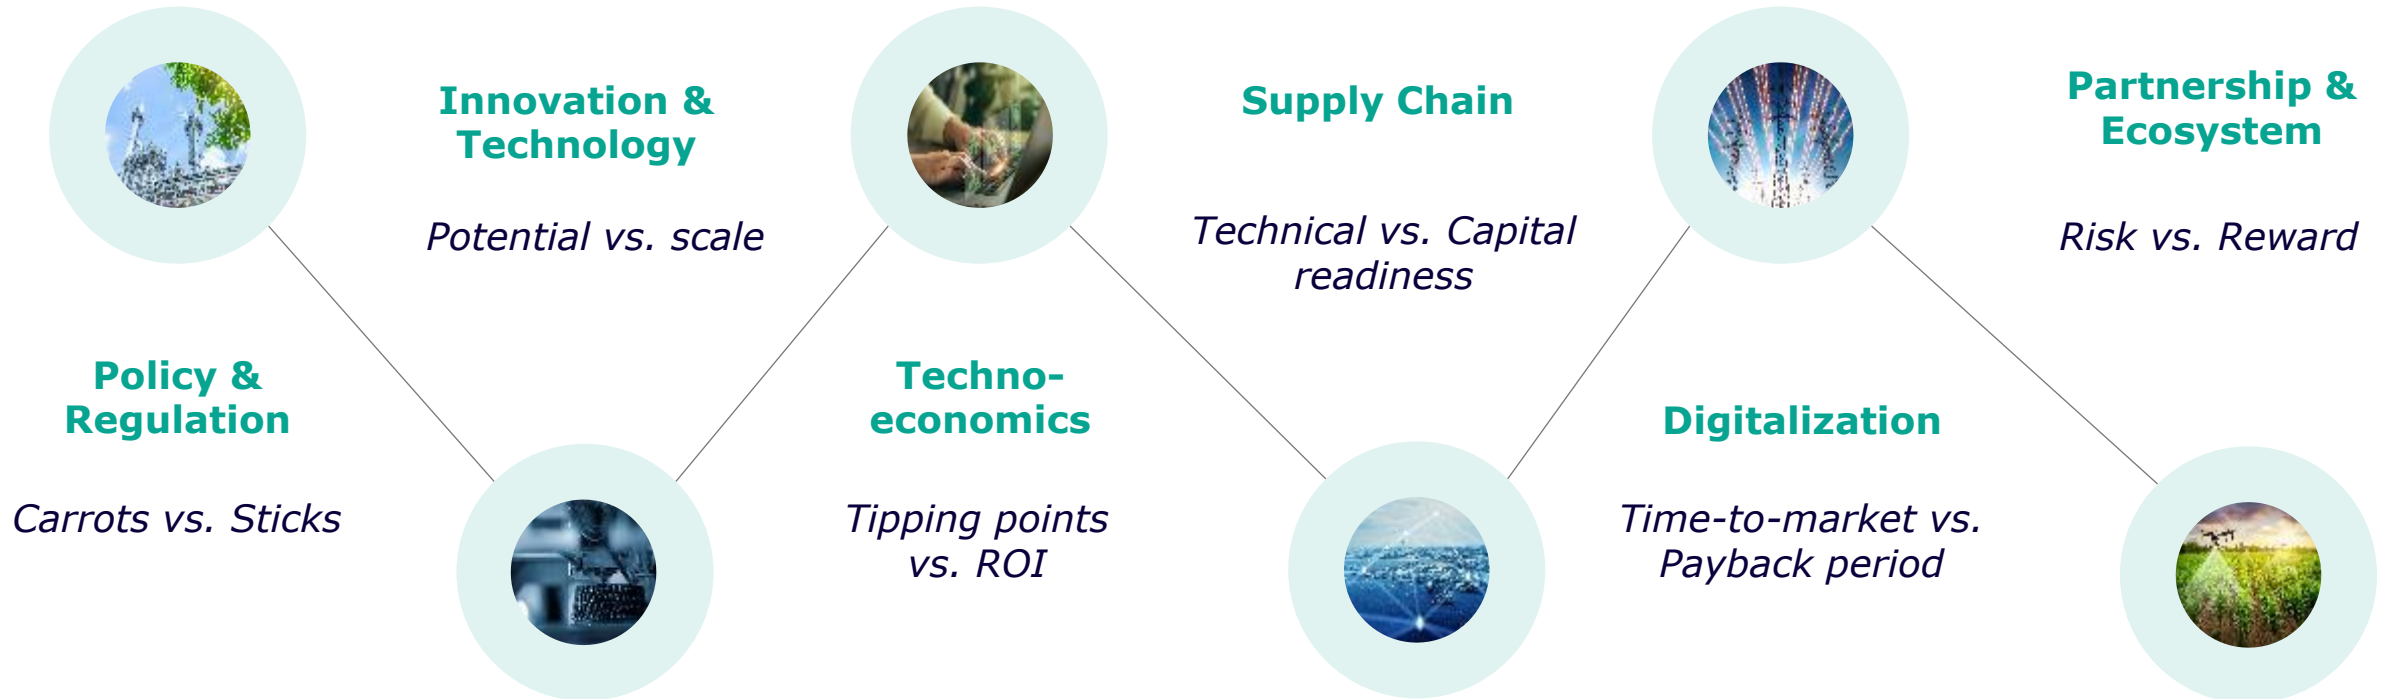 Policy &
Regulation
Carrots vs. Sticks
Innovation &
Technology
Potential vs. scale
Techno-
economics
Tipping points
vs. ROI
Supply Chain
Technical vs. Capital
readiness
Digitalization
Time-to-market vs.
Payback period
Partnership &
Ecosystem
Risk vs. Reward